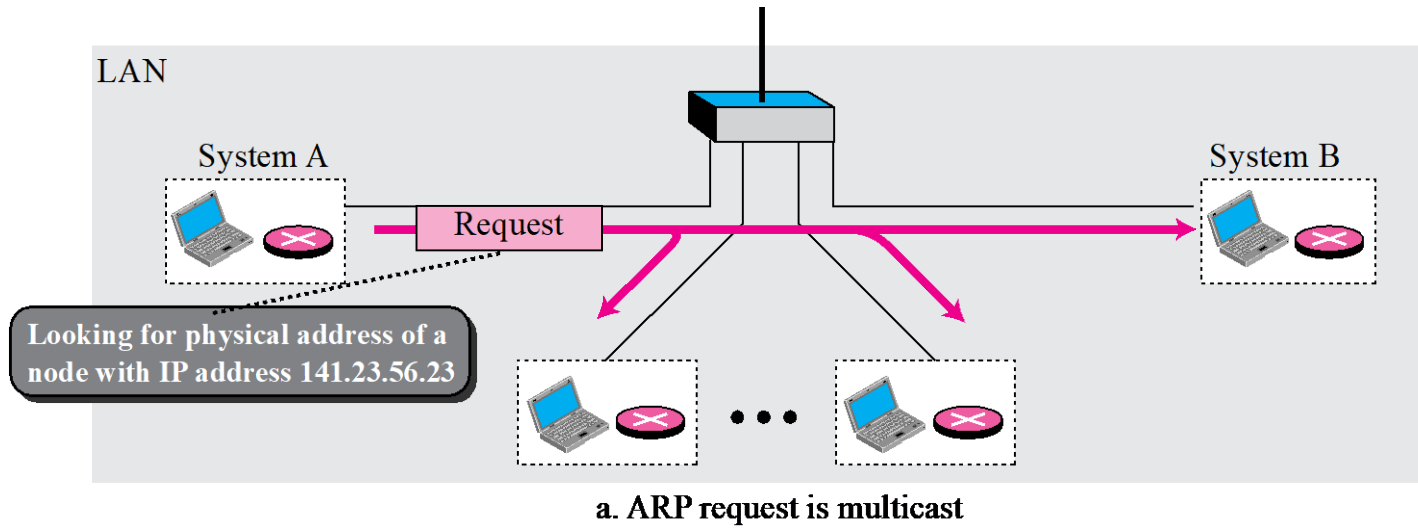 LAN
System A
System B
Request
Looking for physical address of a
node with IP address 141.23.56.23
a. ARP request is multicast